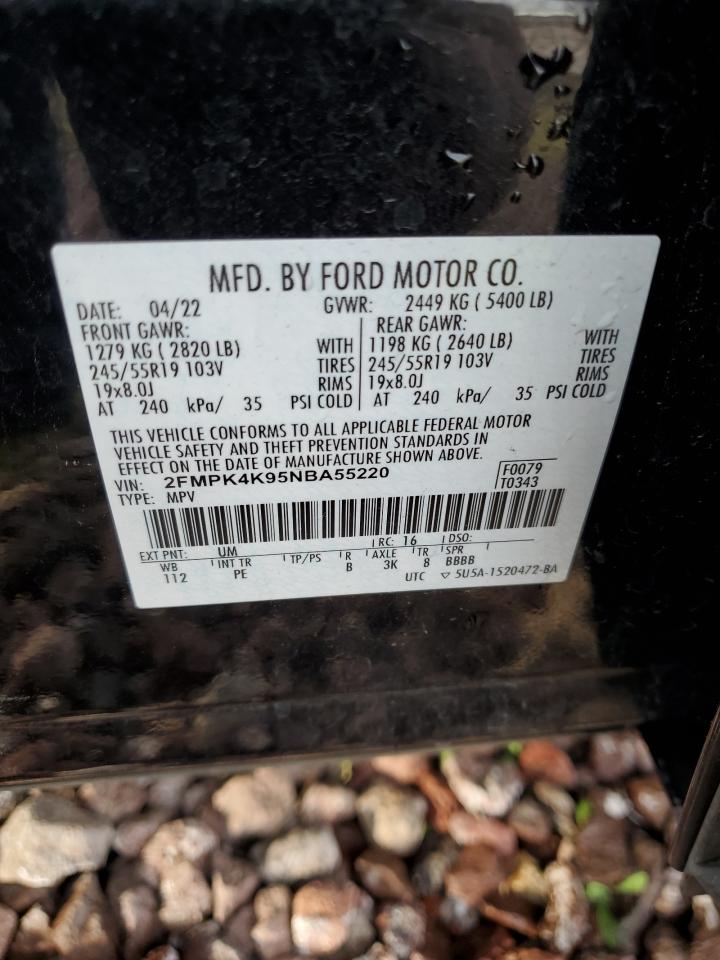 MFD. BY FORD MOTOR CO.
DATE: 04/22 GVWR: 2449 KG ( 5400 LB)
FRONT GAWR: REAR GAWR:
1279 KG ( 2820 LB) WITH 1198 KG ( 2640 LB) WITH
245/55R19 103V TIRES 245/55R19 103V TIRES
19x8.0J RIMS 19x8.0J RIMS
AT 240 kPa/ 35 PSI COLD AT 240 kPa/ 35 PSI COLD
THIS VEHICLE CONFORMS TO ALL APPLICABLE FEDERAL MOTOR
VEHICLE SAFETY AND THEFT PREVENTION STANDARDS IN
EFFECT ON THE DATE OF MANUFACTURE SHOWN ABOVE.
VIN: 2FMPK4K95NBA55220 F0079
TYPE: MPV T0343
EXT PNT: UM RC: 16 DSO:
WB INT TR TP/PS R AXLE TR SPR
112 PE B 3K 8 BBBB
UTC ▽ 5U5A-1520472-BA